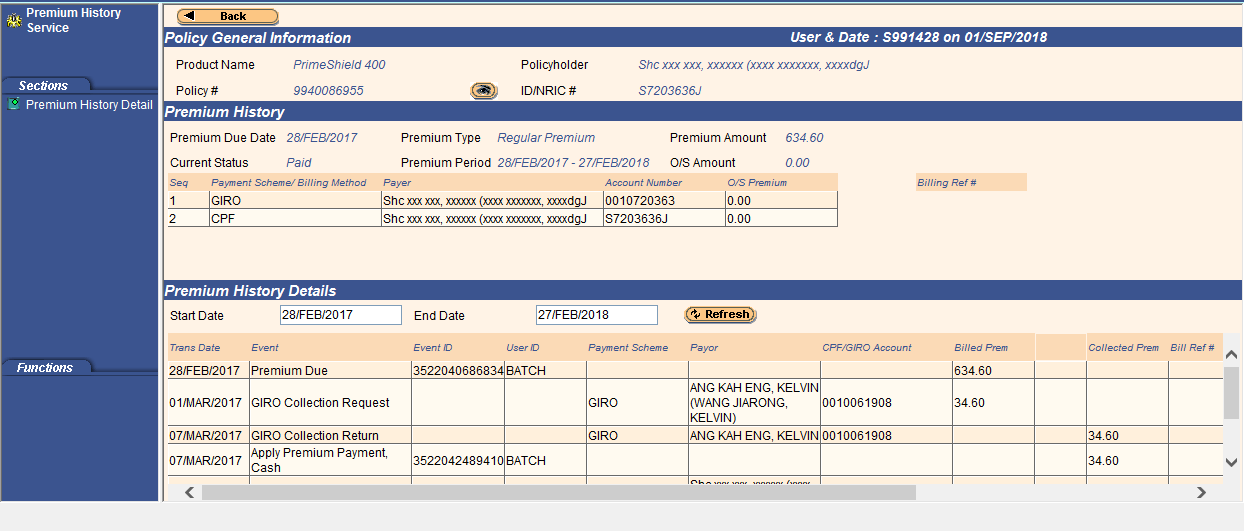 Premium History
Service
Back
Policy General Information
User & Date : S991428 on 01/SEP/2018
Product Name PrimeShield 400 Policyholder Shc xxx xxx, xxxxxx (xxxx xxxxxxx, xxxxdgJ
Sections
Policy # 9940086955 ID/NRIC # S7203636J
Premium History Detail
Premium History
Premium Due Date 28/FEB/2017 Premium Type Regular Premium Premium Amount 634.60
Current Status Paid Premium Period 28/FEB/2017 - 27/FEB/2018 O/S Amount 0.00
Seq Payment Scheme/ Billing Method Payer Account Number O/S Premium Billing Ref #
1 GIRO Shc xxx xxx, xxxxxx (xxxx xxxxxxx, xxxxdgJ 0010720363 0.00
2 CPF Shc xxx xxx, xxxxxx (xxxx xxxxxxx, xxxxdgJ S7203636J 0.00
Premium History Details
Start Date 28/FEB/2017 End Date 27/FEB/2018 Refresh
Trans Date Event Event ID User ID Payment Scheme Payor CPF/GIRO Account Billed Prem Collected Prem Bill Ref #
Functions
28/FEB/2017 Premium Due 3522040686834 BATCH 634.60
ANG KAH ENG, KELVIN
01/MAR/2017 GIRO Collection Request GIRO (WANG JIARONG, 0010061908 34.60
KELVIN)
07/MAR/2017 GIRO Collection Return GIRO ANG KAH ENG, KELVIN 0010061908 34.60
Apply Premium Payment,
07/MAR/2017 3522042489410 BATCH 34.60
Cash